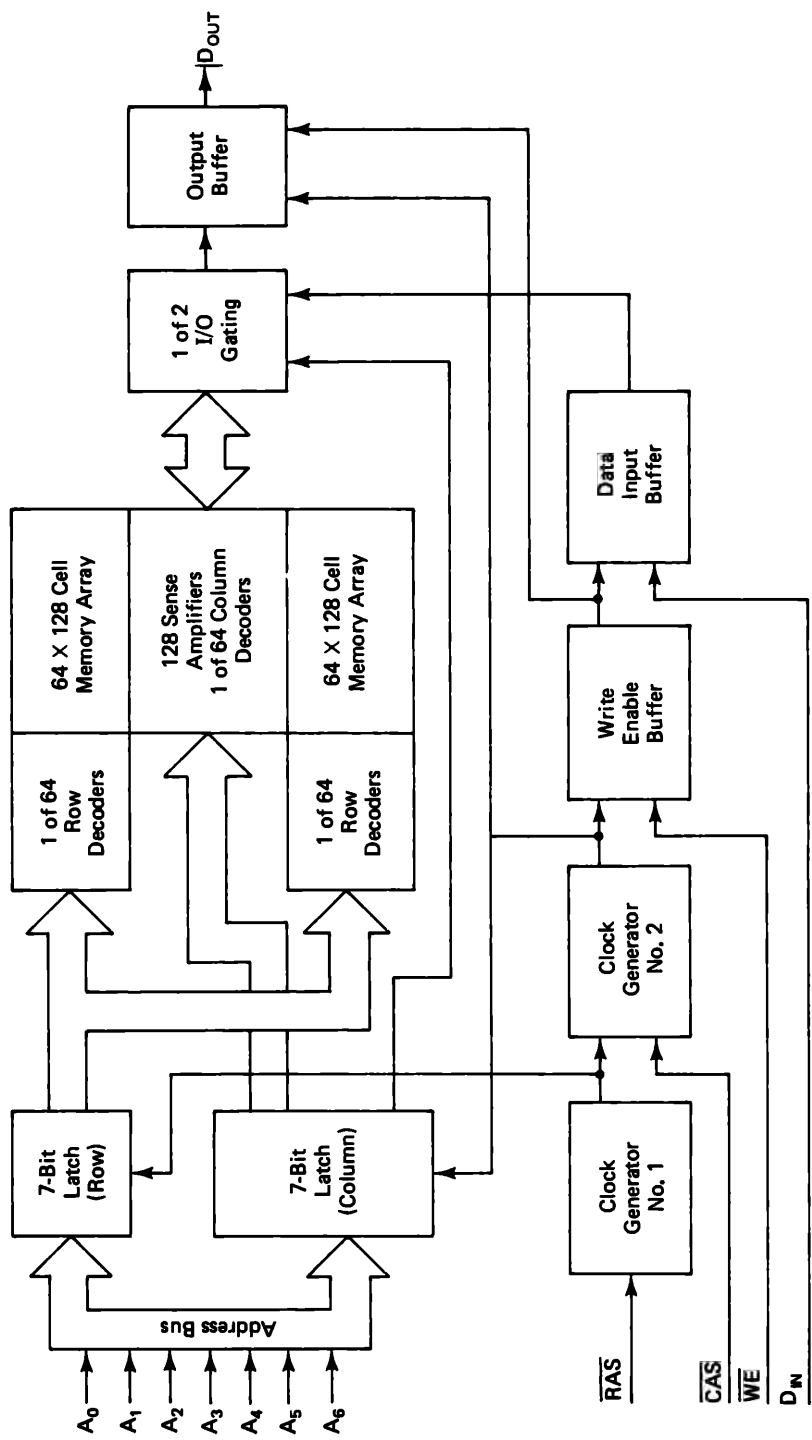 A0
A1
A2
A3
A4
A5
A6
Address Bus
7-Bit
Latch
(Row)
7-Bit
Latch
(Column)
1 of 64
Row
Decoders
64 X 128 Cell
Memory Array
128 Sense
Amplifiers
1 of 64 Column
Decoders
1 of 64
Row
Decoders
64 X 128 Cell
Memory Array
1 of 2
I/O
Gating
Output
Buffer
DOUT
RAS
Clock
Generator
No. 1
Clock
Generator
No. 2
Write
Enable
Buffer
Data
Input
Buffer
CAS
WE
DIN